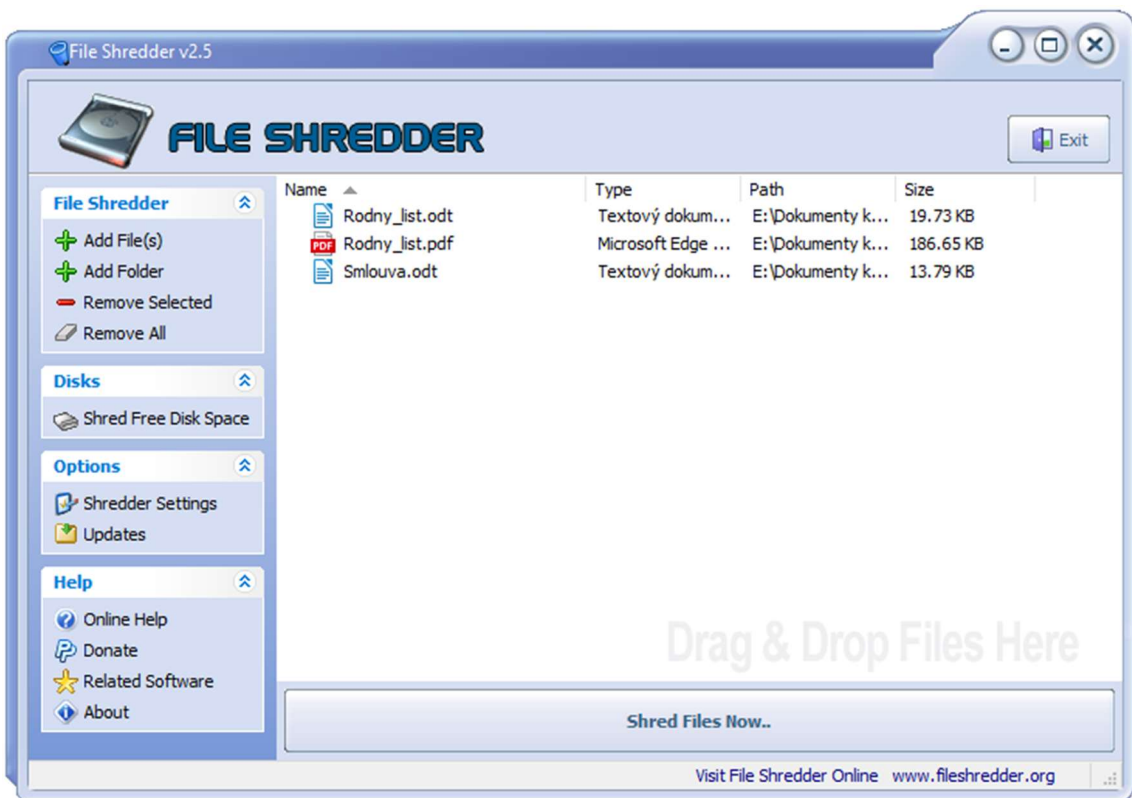 File Shredder v2.5
FILE SHREDDER
Exit
File Shredder
Add File(s)
Add Folder
Remove Selected
Remove All
Disks
Shred Free Disk Space
Options
Shredder Settings
Updates
Help
Online Help
Donate
Related Software
About
Name Type Path Size
Rodny_list.odt Textový dokum... E:\Dokumenty k... 19.73 KB
PDF Rodny_list.pdf Microsoft Edge ... E:\Dokumenty k... 186.65 KB
Smlouva.odt Textový dokum... E:\Dokumenty k... 13.79 KB
Drag & Drop Files Here
Shred Files Now..
Visit File Shredder Online www.fileshredder.org